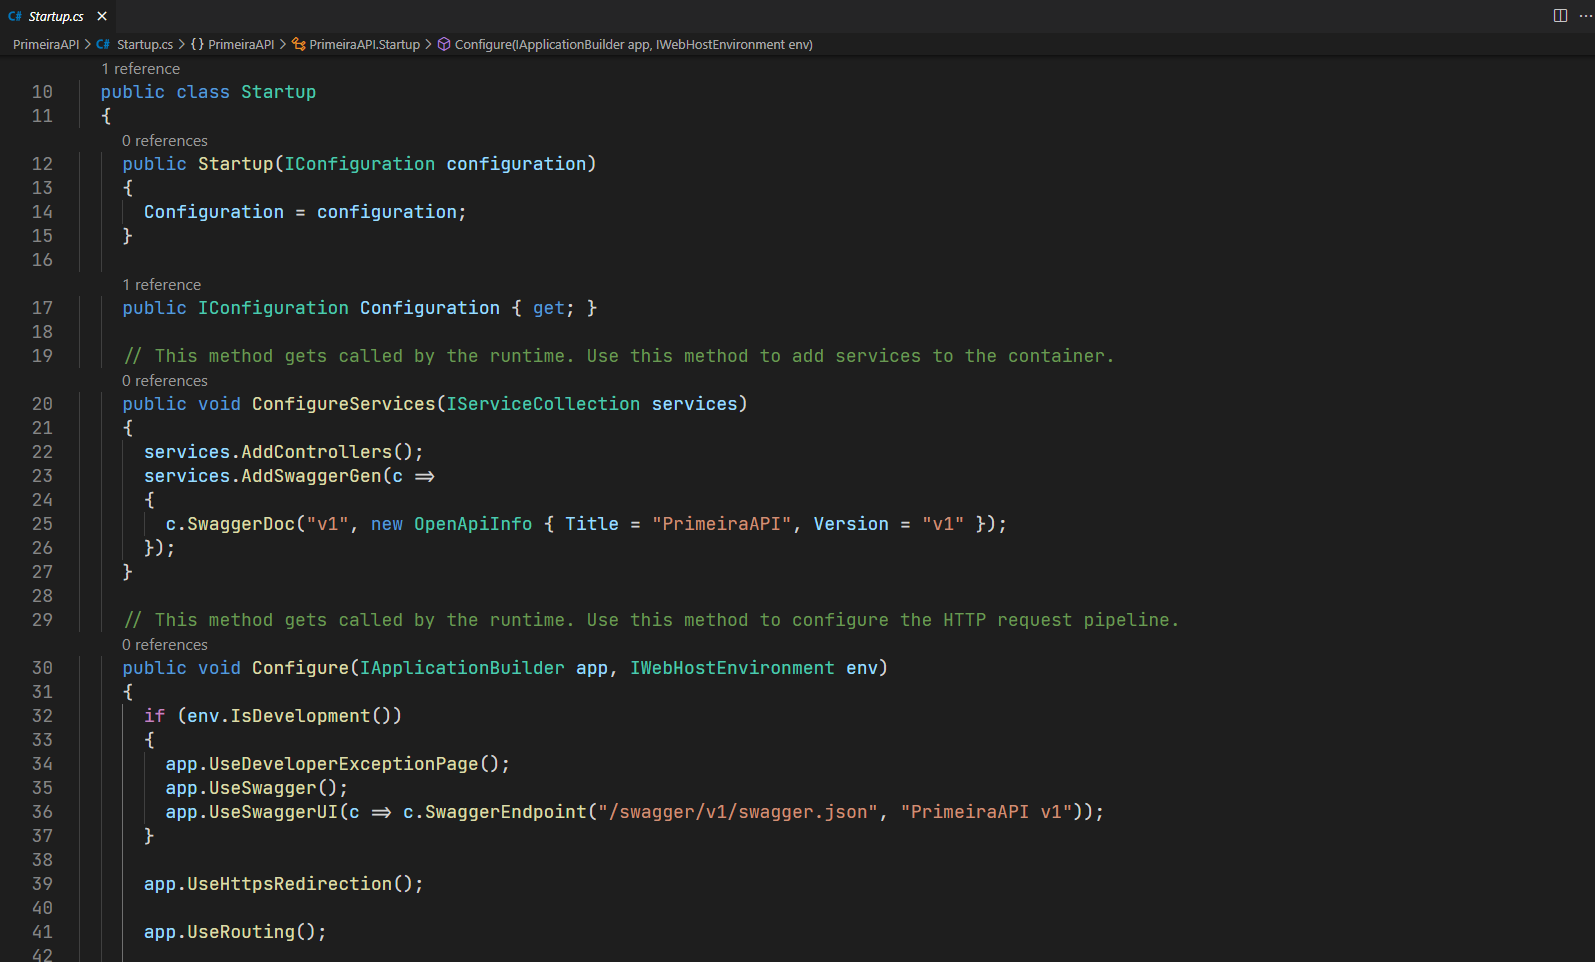 C# Startup.cs ×
PrimeiraAPI > C# Startup.cs > {} PrimeiraAPI > PrimeiraAPI.Startup > Configure(IApplicationBuilder app, IWebHostEnvironment env)
1 reference
10 public class Startup
11 {
0 references
12 public Startup(IConfiguration configuration)
13 {
14 Configuration = configuration;
15 }
16
1 reference
17 public IConfiguration Configuration { get; }
18
19 // This method gets called by the runtime. Use this method to add services to the container.
0 references
20 public void ConfigureServices(IServiceCollection services)
21 {
22 services.AddControllers();
23 services.AddSwaggerGen(c =>
24 {
25 c.SwaggerDoc("v1", new OpenApiInfo { Title = "PrimeiraAPI", Version = "v1" });
26 });
27 }
28
29 // This method gets called by the runtime. Use this method to configure the HTTP request pipeline.
0 references
30 public void Configure(IApplicationBuilder app, IWebHostEnvironment env)
31 {
32 if (env.IsDevelopment())
33 {
34 app.UseDeveloperExceptionPage();
35 app.UseSwagger();
36 app.UseSwaggerUI(c => c.SwaggerEndpoint("/swagger/v1/swagger.json", "PrimeiraAPI v1"));
37 }
38
39 app.UseHttpsRedirection();
40
41 app.UseRouting();
42